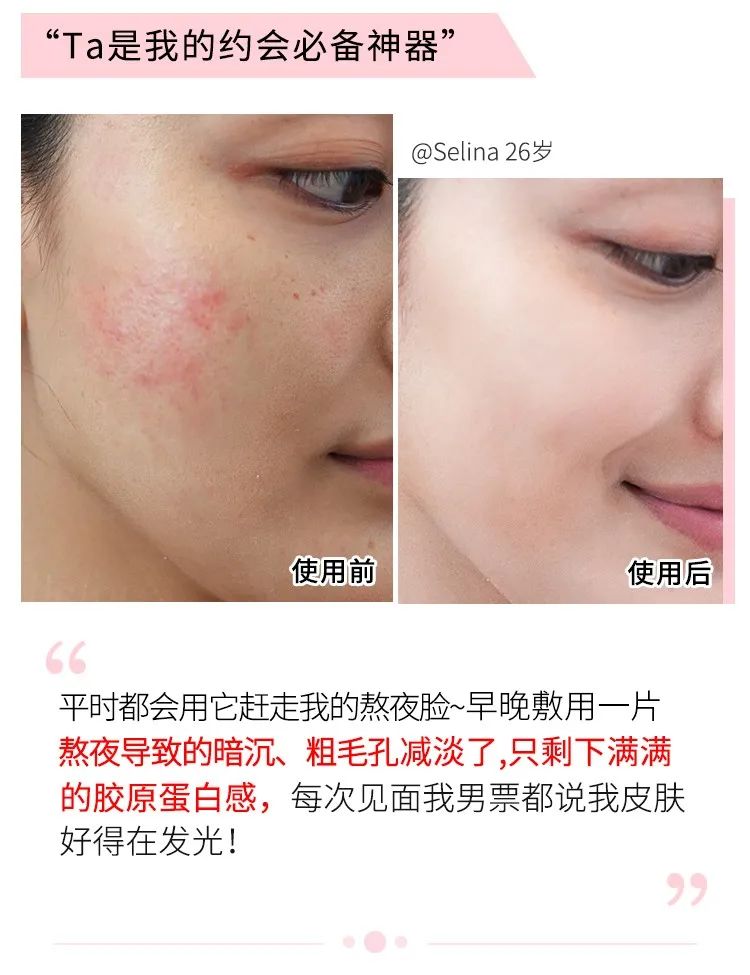 “Ta是我的约会必备神器”
@Selina 26岁
使用前
使用后
平时都会用它赶走我的熬夜脸~早晚敷用一片
熬夜导致的暗沉、粗毛孔减淡了,只剩下满满
的胶原蛋白感，每次见面我男票都说我皮肤
好得在发光！